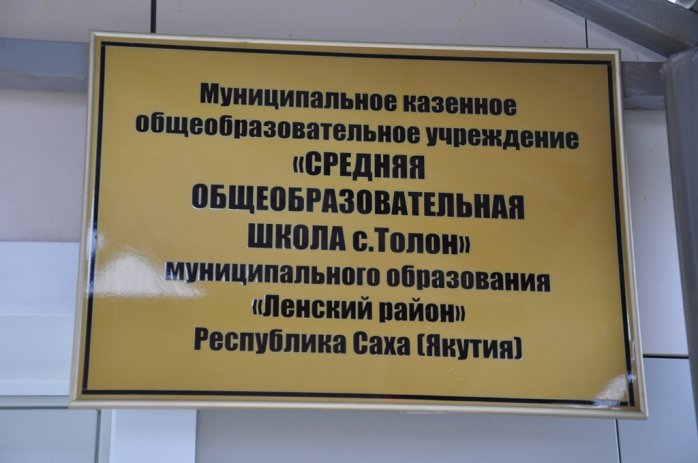 Муниципальное казенное
общеобразовательное учреждение
«СРЕДНЯЯ
ОБЩЕОБРАЗОВАТЕЛЬНАЯ
ШКОЛА с.Толон»
муниципального образования
«Ленский район»
Республика Саха (Якутия)